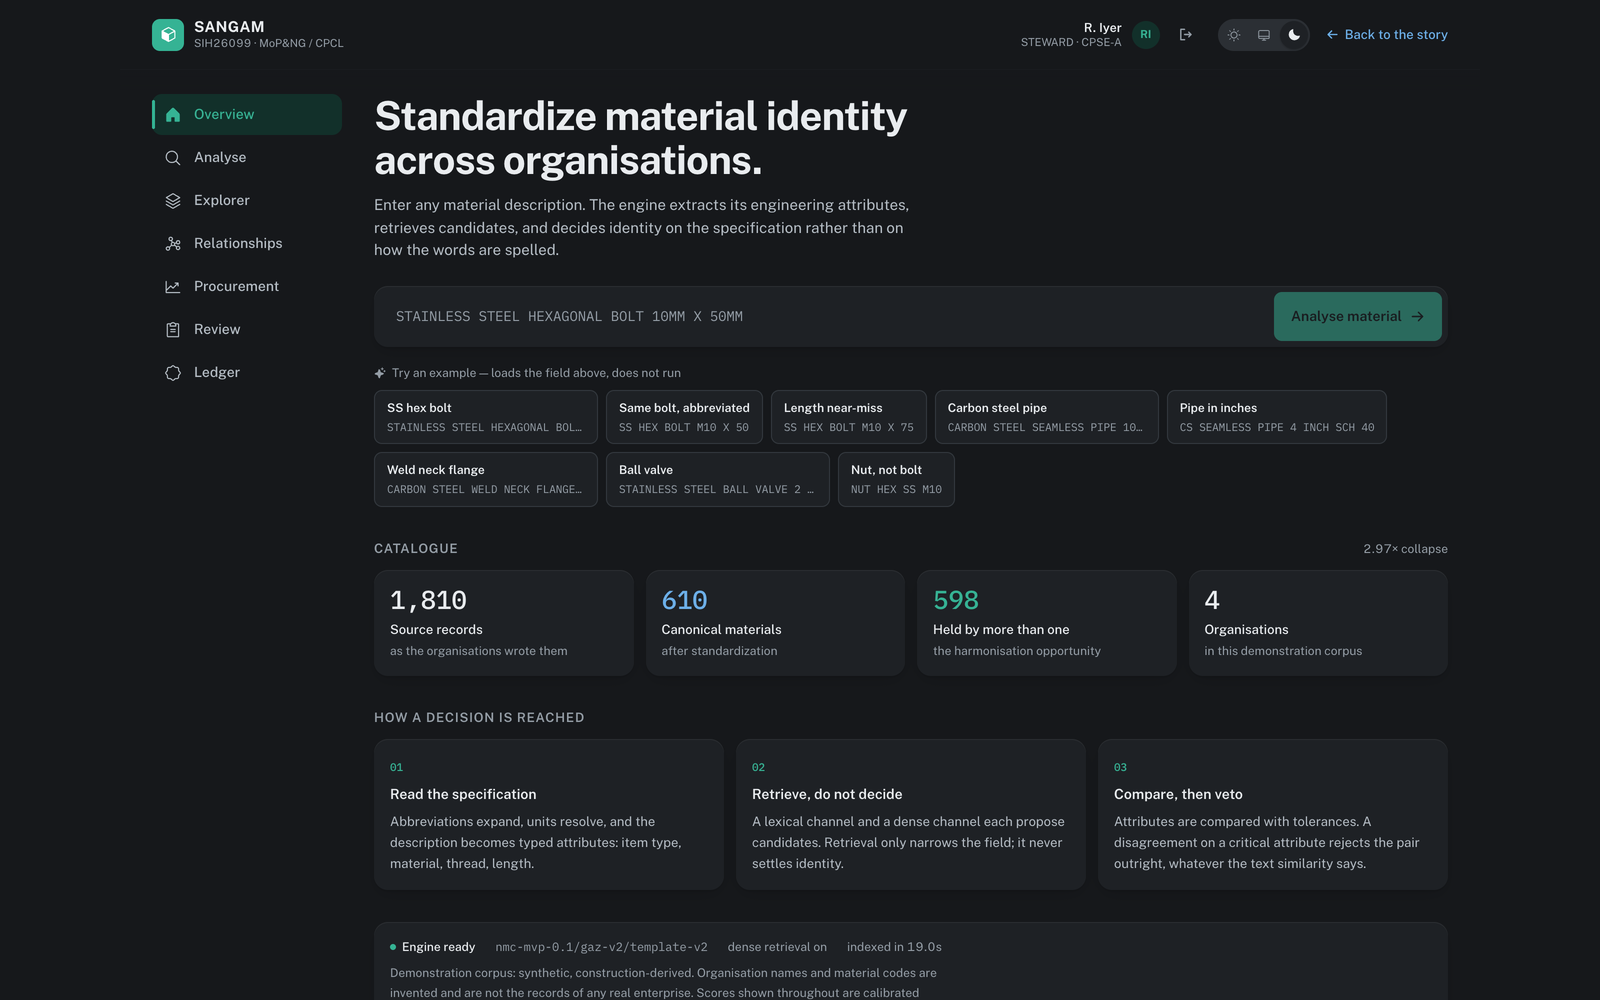 SANGAM
SIH26099 · MoP&NG / CPCL
R. Iyer
STEWARD · CPSE-A
RI
← Back to the story
Overview
Analyse
Explorer
Relationships
Procurement
Review
Ledger
Standardize material identity
across organisations.
Enter any material description. The engine extracts its engineering attributes,
retrieves candidates, and decides identity on the specification rather than on
how the words are spelled.
STAINLESS STEEL HEXAGONAL BOLT 10MM X 50MM
Analyse material →
Try an example — loads the field above, does not run
SS hex bolt
STAINLESS STEEL HEXAGONAL BOL…
Same bolt, abbreviated
SS HEX BOLT M10 X 50
Length near-miss
SS HEX BOLT M10 X 75
Carbon steel pipe
CARBON STEEL SEAMLESS PIPE 10…
Pipe in inches
CS SEAMLESS PIPE 4 INCH SCH 40
Weld neck flange
CARBON STEEL WELD NECK FLANGE…
Ball valve
STAINLESS STEEL BALL VALVE 2 …
Nut, not bolt
NUT HEX SS M10
CATALOGUE
2.97× collapse
1,810
Source records
as the organisations wrote them
610
Canonical materials
after standardization
598
Held by more than one
the harmonisation opportunity
4
Organisations
in this demonstration corpus
HOW A DECISION IS REACHED
01
Read the specification
Abbreviations expand, units resolve, and the
description becomes typed attributes: item type,
material, thread, length.
02
Retrieve, do not decide
A lexical channel and a dense channel each propose
candidates. Retrieval only narrows the field; it never
settles identity.
03
Compare, then veto
Attributes are compared with tolerances. A
disagreement on a critical attribute rejects the pair
outright, whatever the text similarity says.
Engine ready
nmc-mvp-0.1/gaz-v2/template-v2
dense retrieval on
indexed in 19.0s
Demonstration corpus: synthetic, construction-derived. Organisation names and material codes are
invented and are not the records of any real enterprise. Scores shown throughout are calibrated